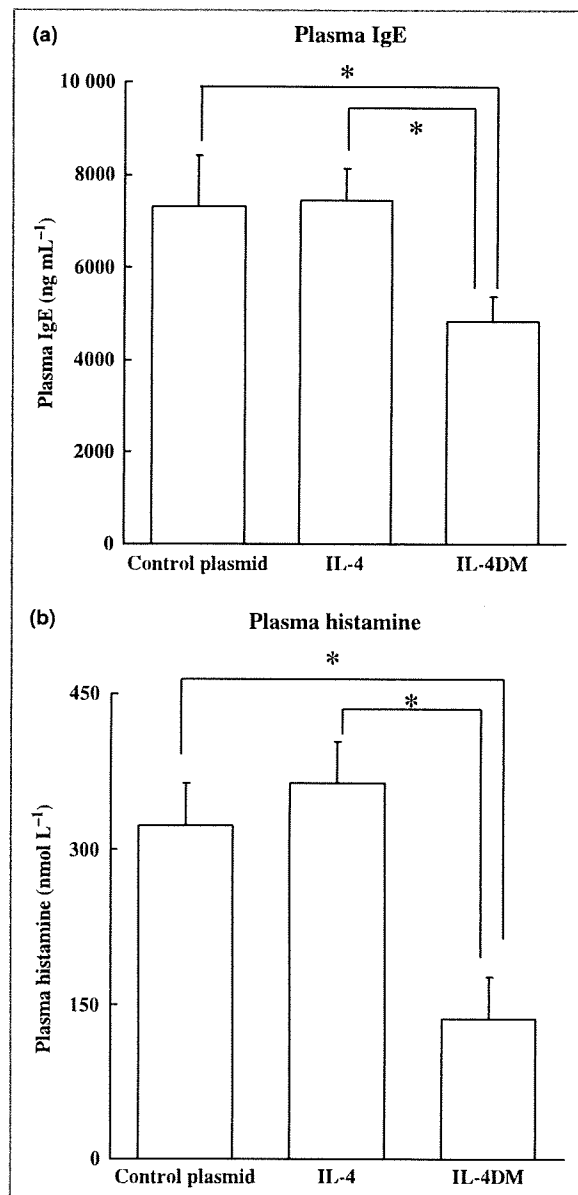 (a)
Plasma IgE
*
*
10 000
8000
6000
4000
2000
0
Plasma IgE (ng mL⁻¹)
Control plasmid IL-4 IL-4DM
(b)
Plasma histamine
*
*
450
300
150
0
Plasma histamine (nmol L⁻¹)
Control plasmid IL-4 IL-4DM